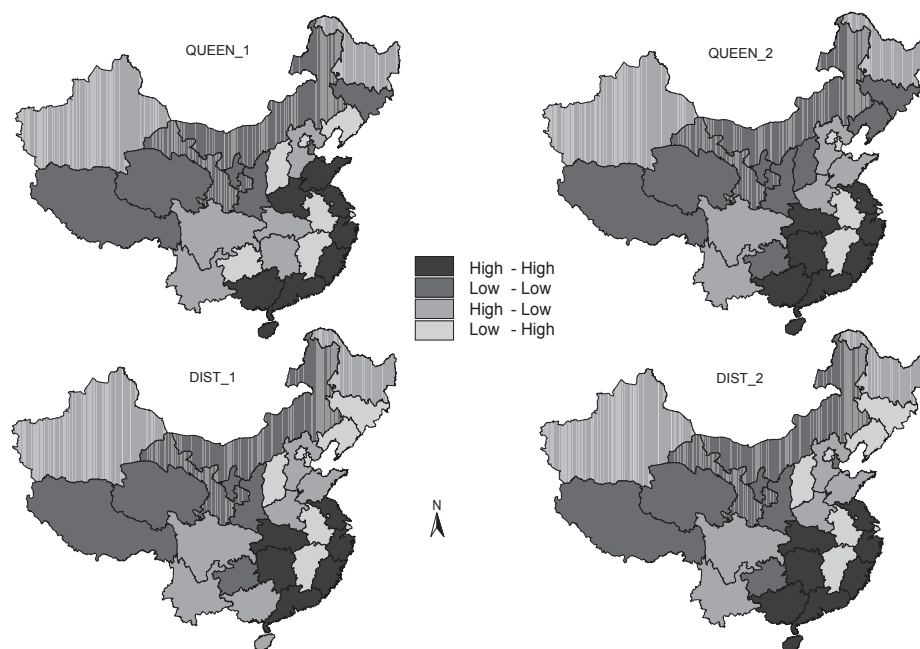 QUEEN_1
QUEEN_2
High - High
Low - Low
High - Low
Low - High
DIST_1
DIST_2
N